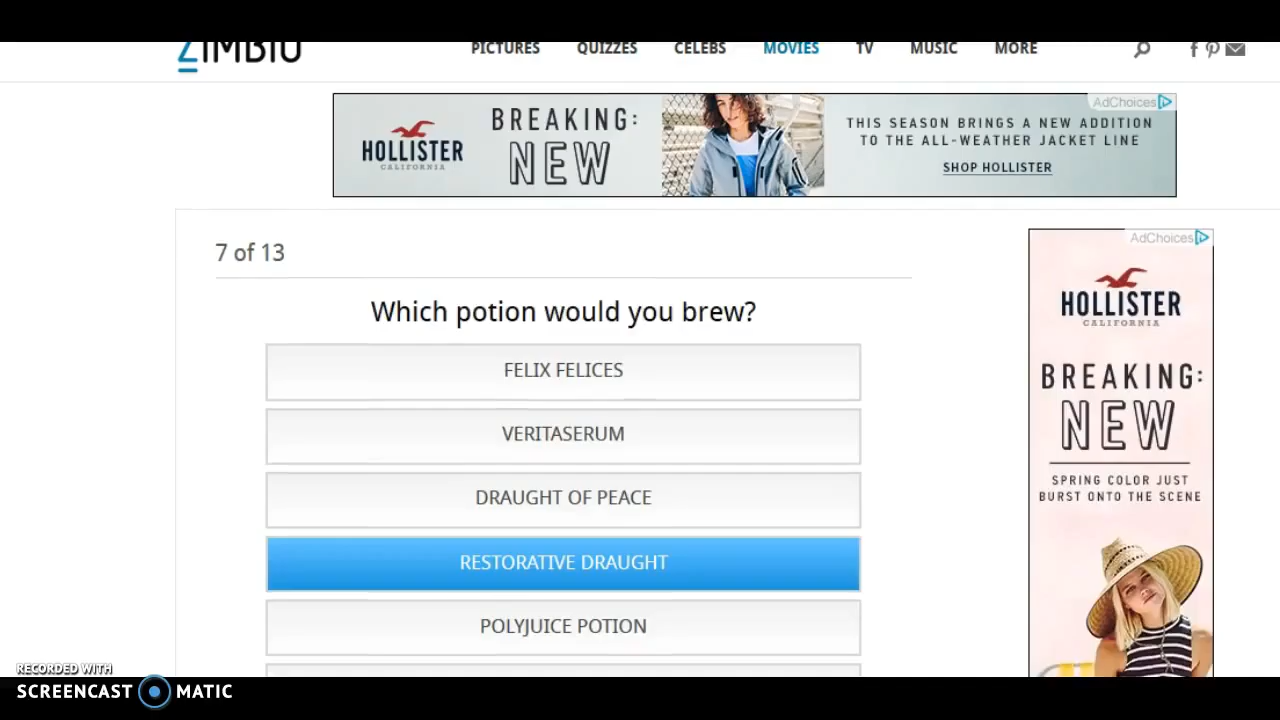 ZIMBIO
PICTURES QUIZZES CELEBS MOVIES TV MUSIC MORE
AdChoices
HOLLISTER
CALIFORNIA
BREAKING:
NEW
THIS SEASON BRINGS A NEW ADDITION
TO THE ALL-WEATHER JACKET LINE
SHOP HOLLISTER
7 of 13
Which potion would you brew?
FELIX FELICES
VERITASERUM
DRAUGHT OF PEACE
RESTORATIVE DRAUGHT
POLYJUICE POTION
AdChoices
HOLLISTER
CALIFORNIA
BREAKING:
NEW
SPRING COLOR JUST
BURST ONTO THE SCENE
RECORDED WITH
SCREENCAST MATIC